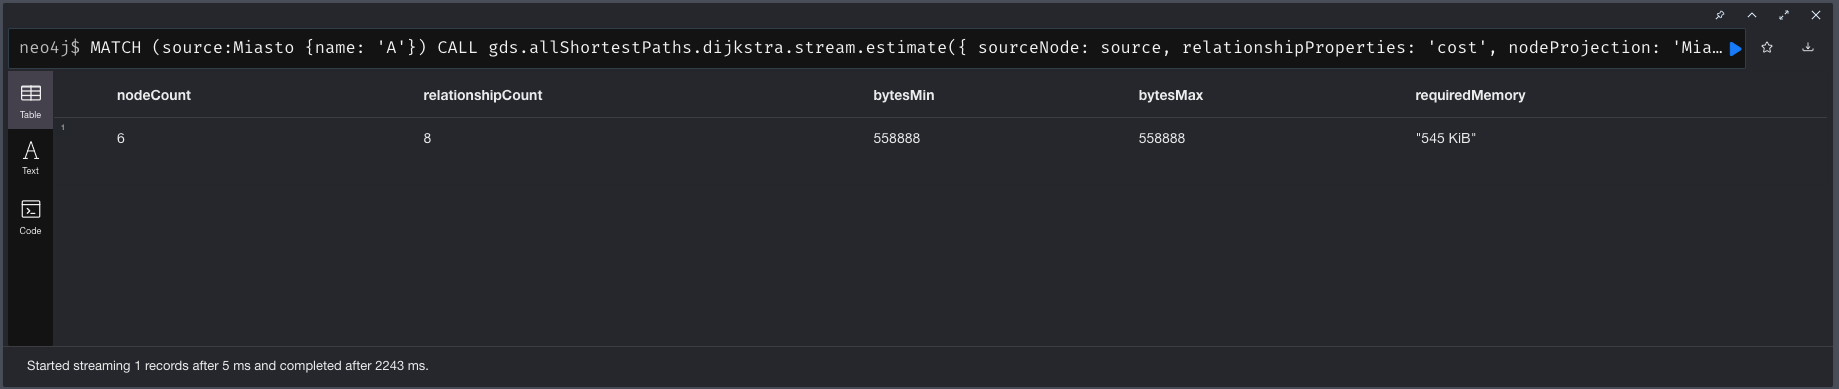 neo4j$ MATCH (source:Miasto {name: 'A'}) CALL gds.allShortestPaths.dijkstra.stream.estimate({ sourceNode: source, relationshipProperties: 'cost', nodeProjection: 'Mia…
Table
Text
Code
nodeCount relationshipCount bytesMin bytesMax requiredMemory
1
6 8 558888 558888 "545 KiB"
Started streaming 1 records after 5 ms and completed after 2243 ms.